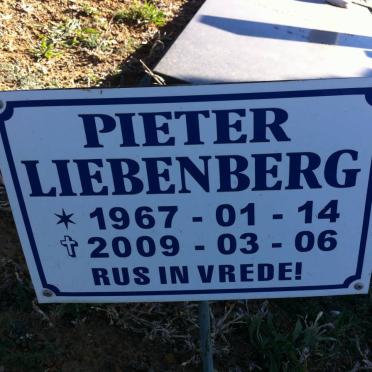 PIETER
LIEBENBERG
* 1967 - 01 - 14
✞ 2009 - 03 - 06
RUS IN VREDE!